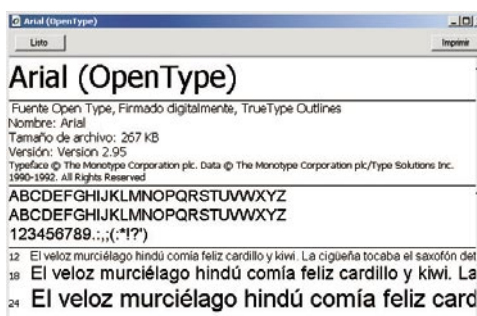 Arial (OpenType)
Listo Imprimir
Arial (OpenType)
Fuente Open Type, Firmado digitalmente, TrueType Outlines
Nombre: Arial
Tamaño de archivo: 267 KB
Versión: Version 2.95
Typeface © The Monotype Corporation plc. Data © The Monotype Corporation plc/Type Solutions Inc.
1990-1992. All Rights Reserved
ABCDEFGHIJKLMNOPQRSTUVWXYZ
ABCDEFGHIJKLMNOPQRSTUVWXYZ
123456789.:,;(:*!?')
12 El veloz murciélago hindú comía feliz cardillo y kiwi. La cigüeña tocaba el saxofón det
18 El veloz murciélago hindú comía feliz cardillo y kiwi. La
24 El veloz murciélago hindú comía feliz card